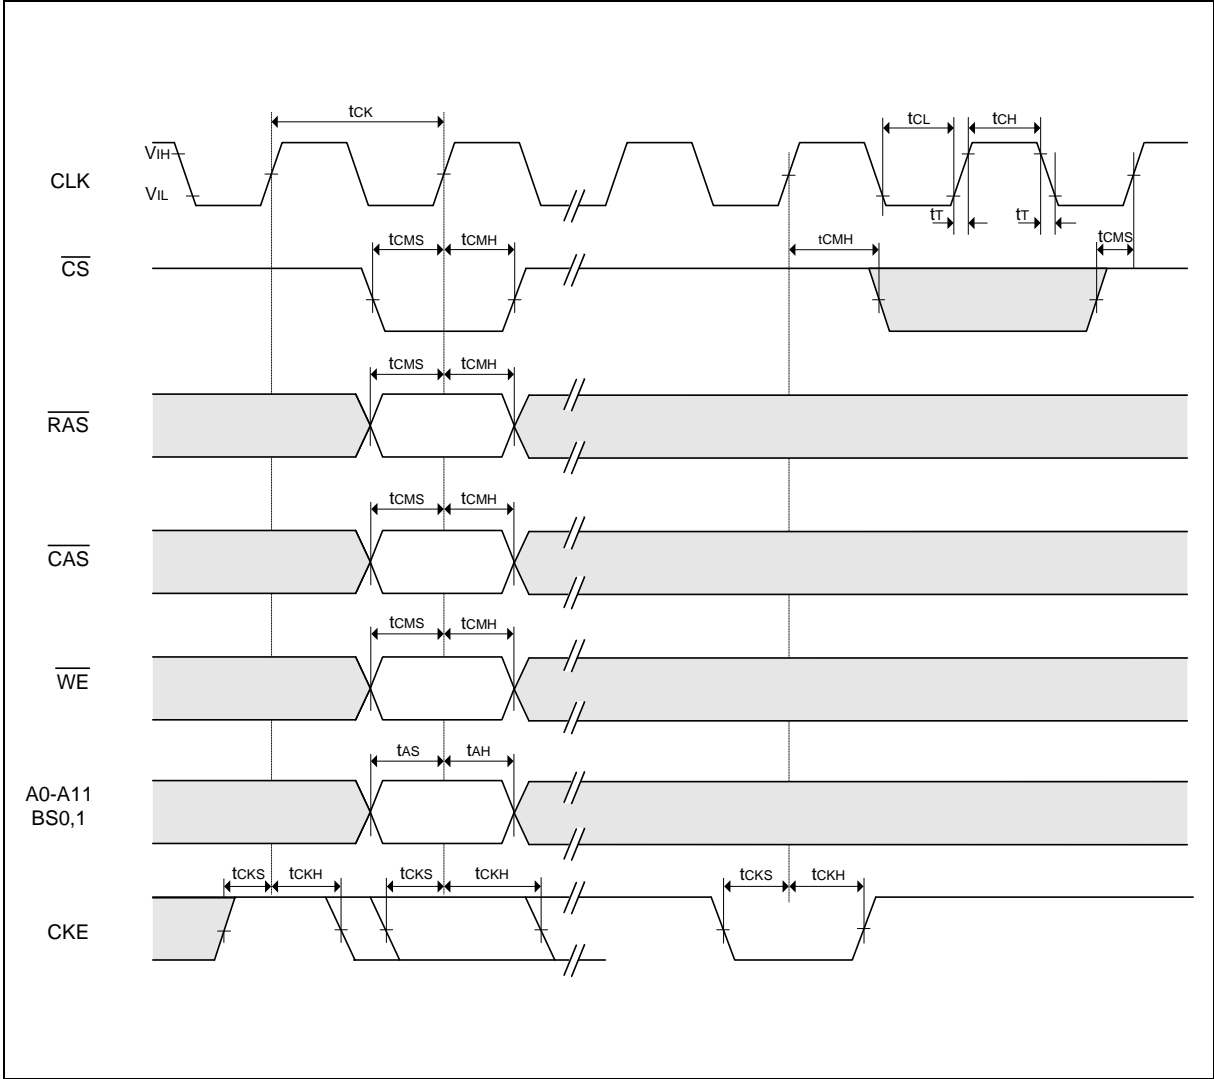 tCK
tCL
tCH
VIH
CLK
VIL
tT
tT
tCMS
tCMH
tCMH
tCMS
CS
tCMS
tCMH
RAS
tCMS
tCMH
CAS
tCMS
tCMH
WE
tAS
tAH
A0-A11
BS0,1
tCKS
tCKH
tCKS
tCKH
tCKS
tCKH
CKE